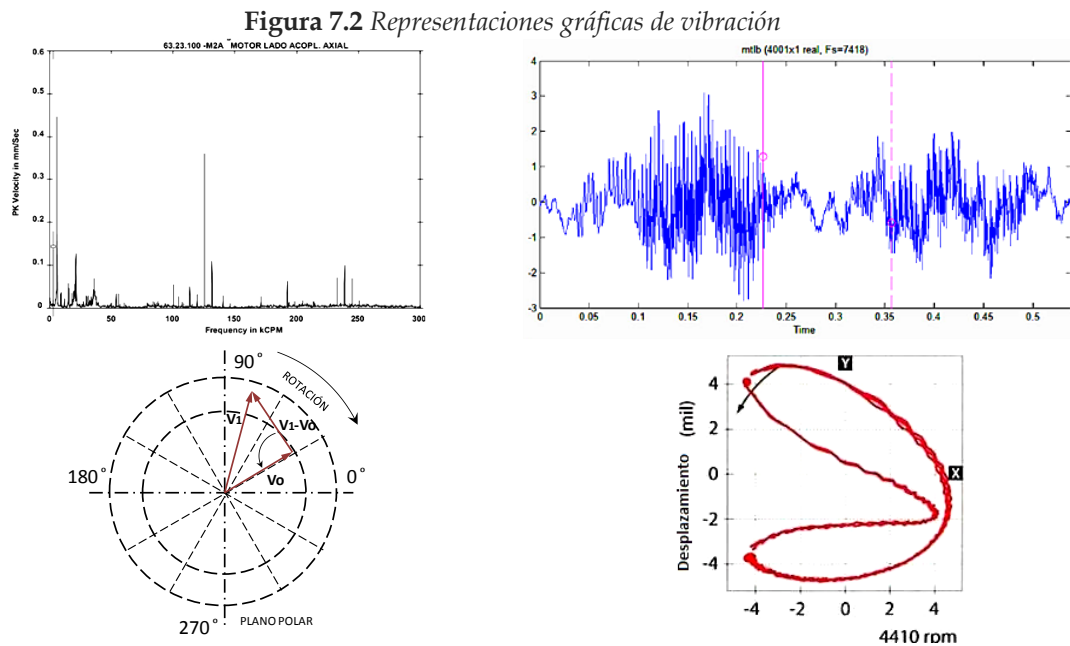 Figura 7.2 Representaciones gráficas de vibración
63.23.100 -M2A MOTOR LADO ACOPL. AXIAL
PK Velocity in mm/Sec
0.6
0.5
0.4
0.3
0.2
0.1
0
0 50 100 150 200 250 300
Frequency in kCPM
mtlb (4001x1 real, Fs=7418)
4
3
2
1
0
-1
-2
-3
0 0.05 0.1 0.15 0.2 0.25 0.3 0.35 0.4 0.45 0.5
Time
90°
ROTACIÓN
V1
V1-Vo
Vo
180°
0°
270°
PLANO POLAR
Y
X
Desplazamiento (mil)
4
2
0
-2
-4
-4 -2 0 2 4
4410 rpm